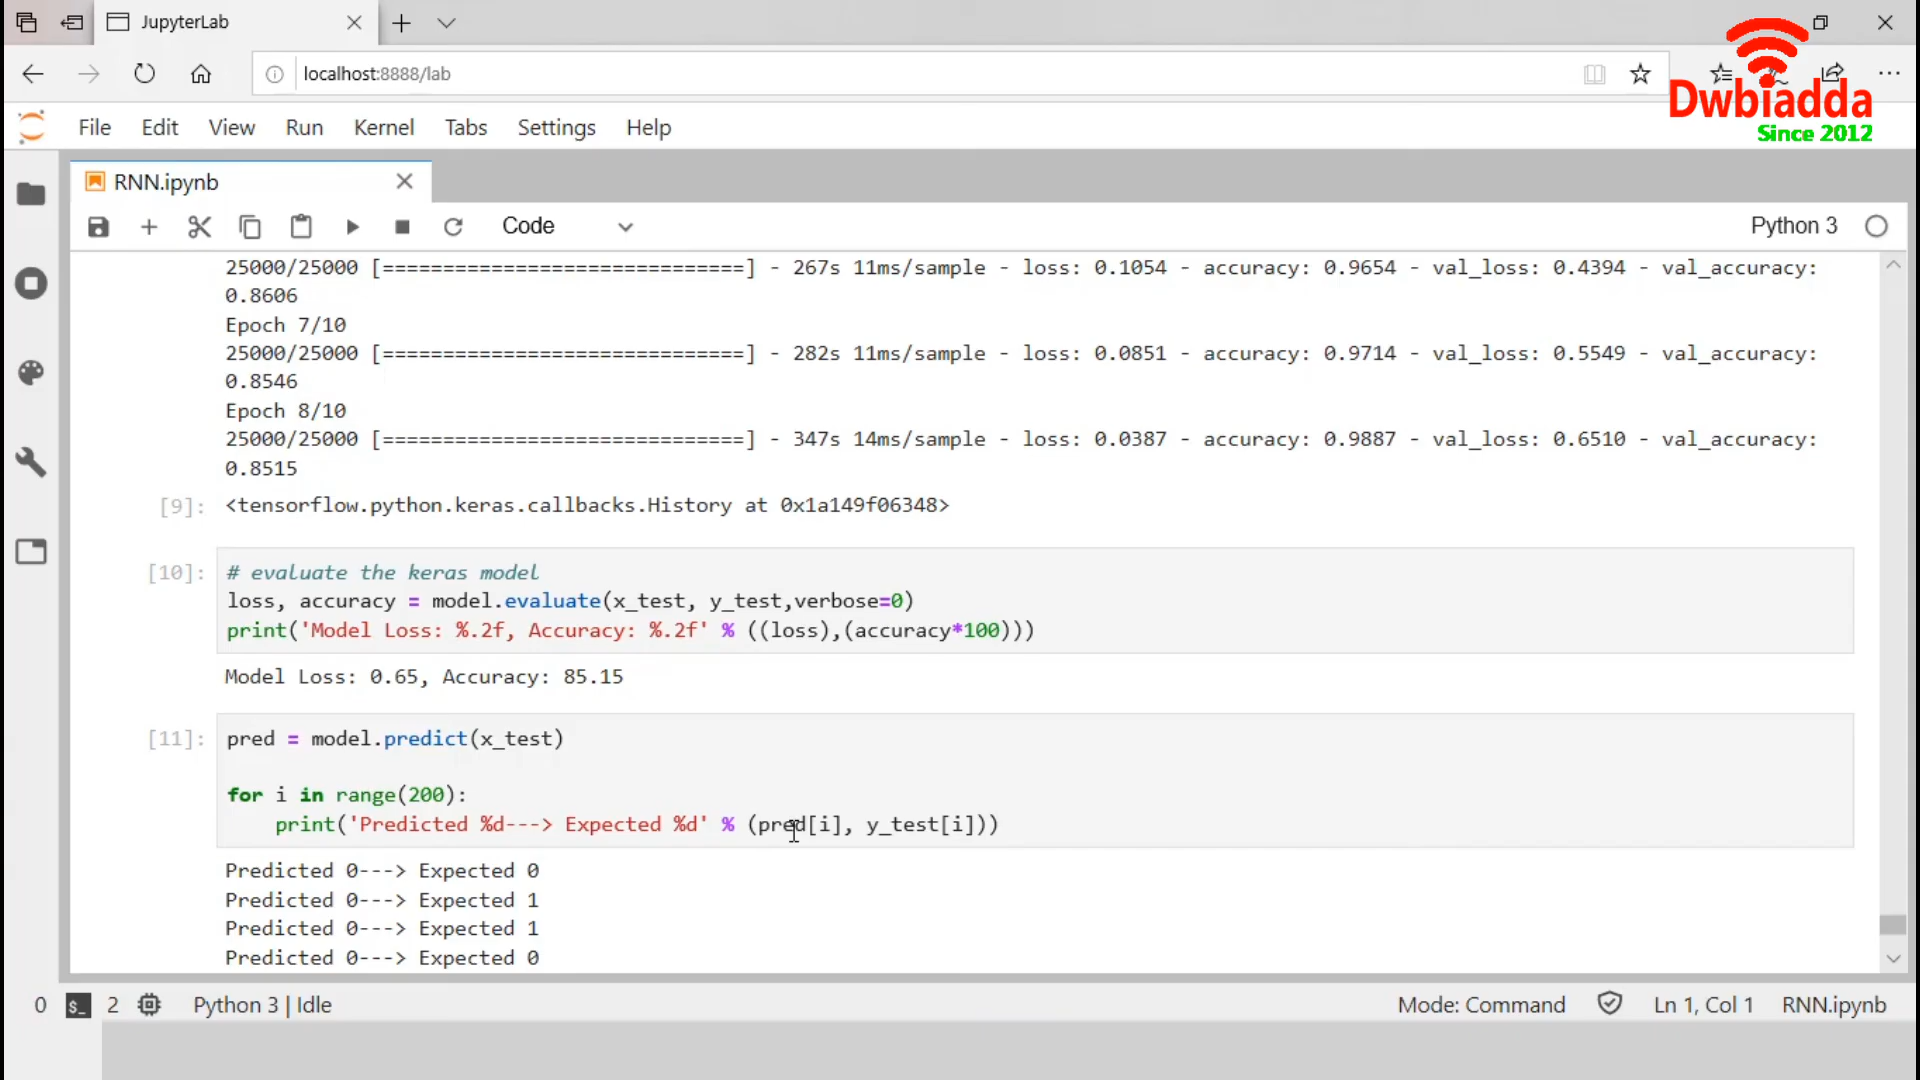 JupyterLab
localhost:8888/lab
Dwbiadda
Since 2012
File Edit View Run Kernel Tabs Settings Help
RNN.ipynb
Code
Python 3
25000/25000 [==============================] - 267s 11ms/sample - loss: 0.1054 - accuracy: 0.9654 - val_loss: 0.4394 - val_accuracy:
0.8606
Epoch 7/10
25000/25000 [==============================] - 282s 11ms/sample - loss: 0.0851 - accuracy: 0.9714 - val_loss: 0.5549 - val_accuracy:
0.8546
Epoch 8/10
25000/25000 [==============================] - 347s 14ms/sample - loss: 0.0387 - accuracy: 0.9887 - val_loss: 0.6510 - val_accuracy:
0.8515
[9]: <tensorflow.python.keras.callbacks.History at 0x1a149f06348>
[10]: # evaluate the keras model
loss, accuracy = model.evaluate(x_test, y_test,verbose=0)
print('Model Loss: %.2f, Accuracy: %.2f' % ((loss),(accuracy*100)))
Model Loss: 0.65, Accuracy: 85.15
[11]: pred = model.predict(x_test)
for i in range(200):
print('Predicted %d---> Expected %d' % (pred[i], y_test[i]))
Predicted 0---> Expected 0
Predicted 0---> Expected 1
Predicted 0---> Expected 1
Predicted 0---> Expected 0
0 $_ 2 Python 3 | Idle Mode: Command Ln 1, Col 1 RNN.ipynb